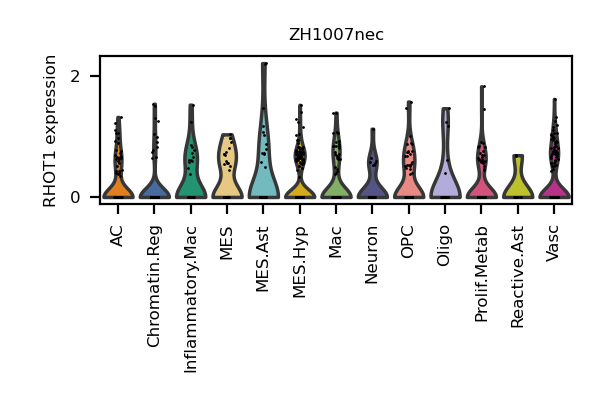 ZH1007nec
RHOT1 expression
2
0
AC
Chromatin.Reg
Inflammatory.Mac
MES
MES.Ast
MES.Hyp
Mac
Neuron
OPC
Oligo
Prolif.Metab
Reactive.Ast
Vasc